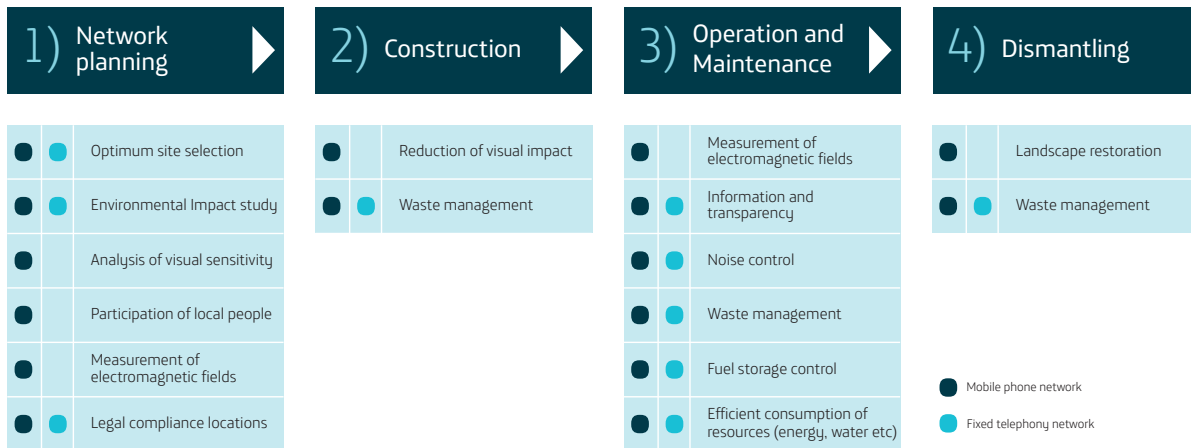 1) Network
planning
2) Construction
3) Operation and
Maintenance
4) Dismantling
Optimum site selection
Environmental Impact study
Analysis of visual sensitivity
Participation of local people
Measurement of
electromagnetic fields
Legal compliance locations
Reduction of visual impact
Waste management
Measurement of
electromagnetic fields
Information and
transparency
Noise control
Waste management
Fuel storage control
Efficient consumption of
resources (energy, water etc)
Landscape restoration
Waste management
Mobile phone network
Fixed telephony network